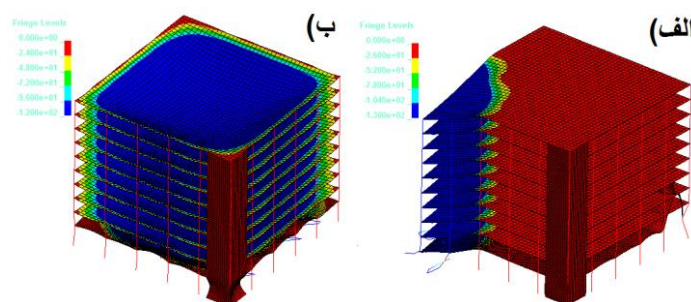 ب)
Fringe Levels
0.000e+00
-2.400e+01
-4.800e+01
-7.200e+01
-9.600e+01
-1.200e+02
الف)
Fringe Levels
0.000e+00
-2.600e+01
-5.200e+01
-7.800e+01
-1.040e+02
-1.300e+02